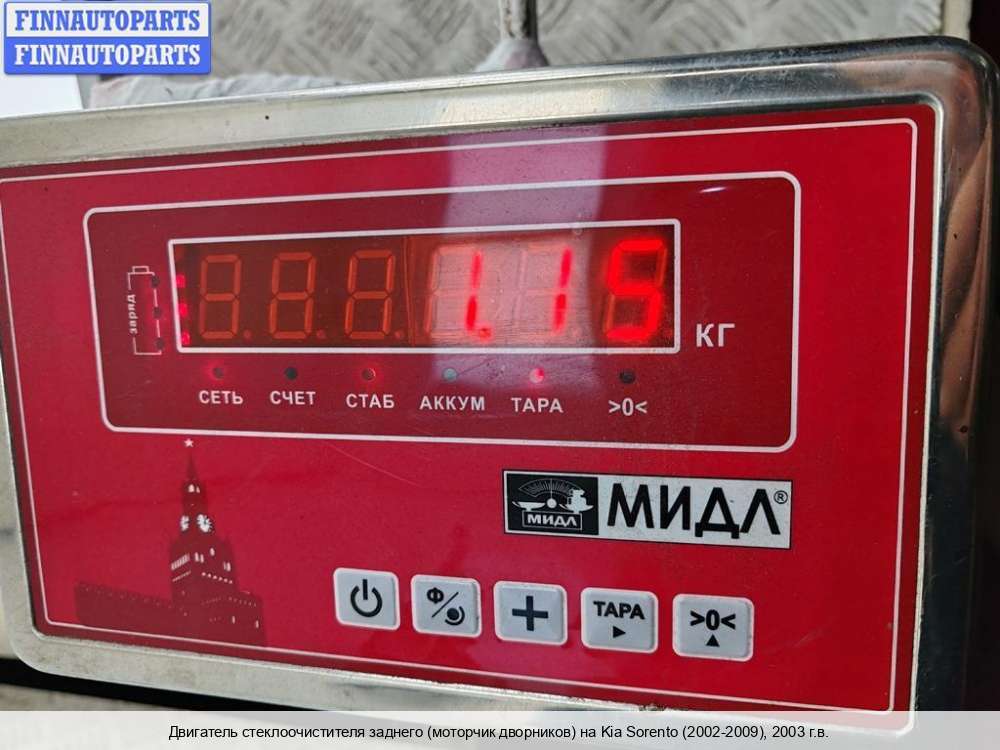 FINNAUTOPARTS
FINNAUTOPARTS
заряд
1.15
КГ
СЕТЬ СЧЕТ СТАБ АККУМ ТАРА >0<
МИДЛ
МИДЛ®
Ф
ТАРА >0<
Двигатель стеклоочистителя заднего (моторчик дворников) на Kia Sorento (2002-2009), 2003 г.в.